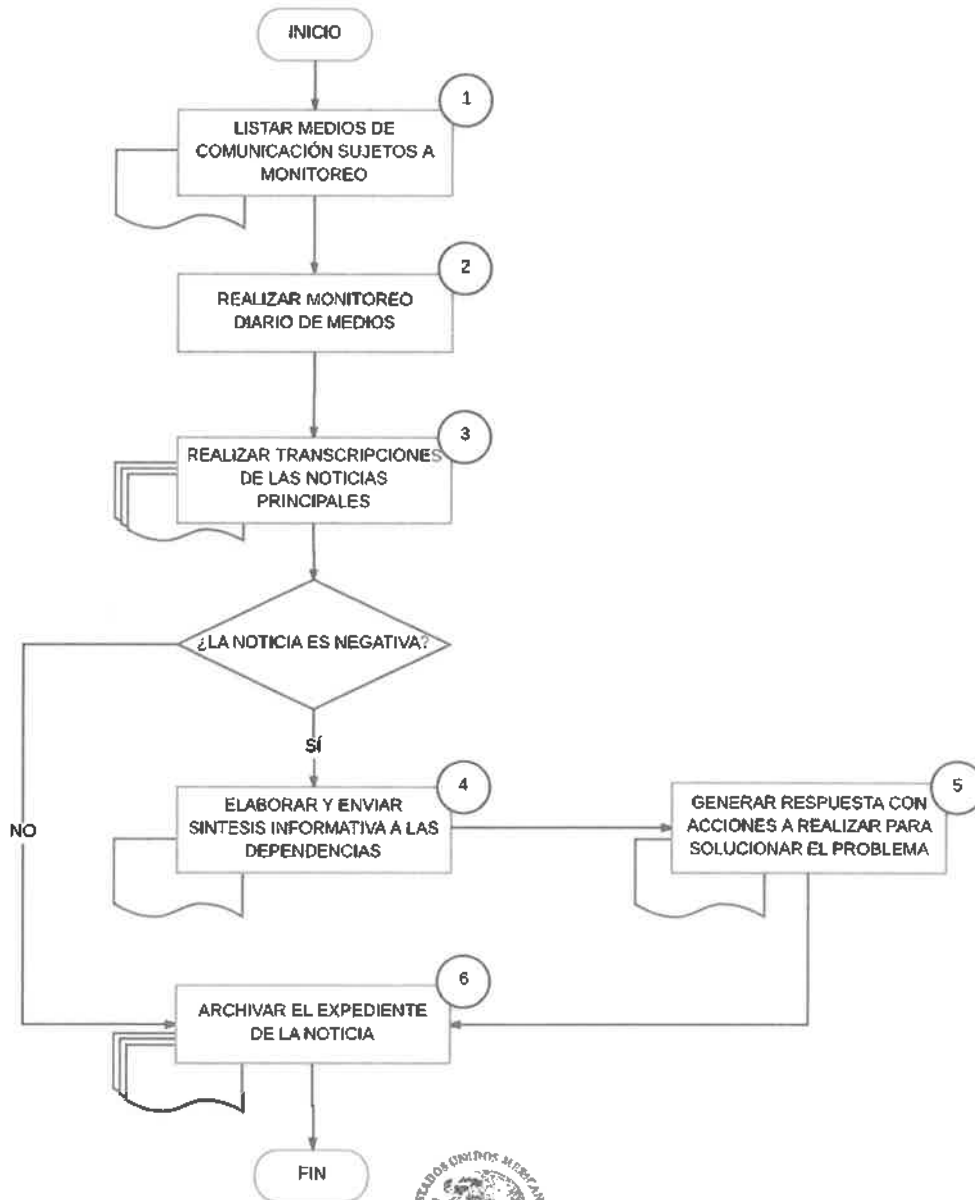 INICIO
1
LISTAR MEDIOS DE
COMUNICACIÓN SUJETOS A
MONITOREO
2
REALIZAR MONITOREO
DIARIO DE MEDIOS
3
REALIZAR TRANSCRIPCIONES
DE LAS NOTICIAS
PRINCIPALES
¿LA NOTICIA ES NEGATIVA?
SÍ
NO
4
ELABORAR Y ENVIAR
SINTESIS INFORMATIVA A LAS
DEPENDENCIAS
5
GENERAR RESPUESTA CON
ACCIONES A REALIZAR PARA
SOLUCIONAR EL PROBLEMA
6
ARCHIVAR EL EXPEDIENTE
DE LA NOTICIA
FIN
UNIDOS